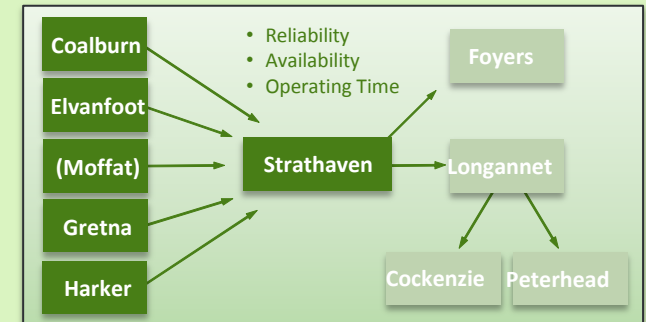 Coalburn
Elvanfoot
(Moffat)
Gretna
Harker
• Reliability
• Availability
• Operating Time
Strathaven
Foyers
Longannet
Cockenzie
Peterhead